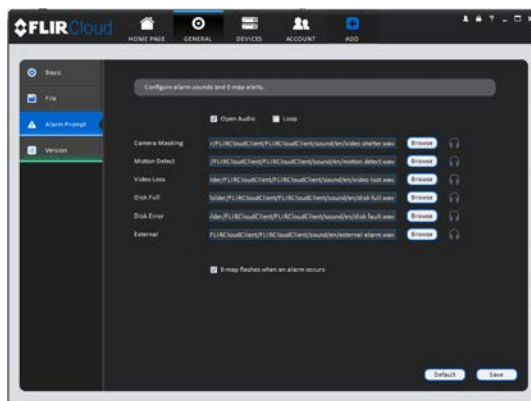 FLIRCloud
HOME PAGE GENERAL DEVICES ACCOUNT ADD
Basic
File
Alarm Prompt
Version
Configure alarm sounds and E-map alerts.
Open Audio Loop
Camera Masking r/FLIRCloudClient/FLIRCloudClient/sound/en/video shelter.wav Browse
Motion Detect /FLIRCloudClient/FLIRCloudClient/sound/en/motion detect.wav Browse
Video Loss lder/FLIRCloudClient/FLIRCloudClient/sound/en/video lost.wav Browse
Disk Full bilder/FLIRCloudClient/FLIRCloudClient/sound/en/disk full.wav Browse
Disk Error ilder/FLIRCloudClient/FLIRCloudClient/sound/en/disk fault.wav Browse
External FLIRCloudClient/FLIRCloudClient/sound/en/external alarm.wav Browse
E-map flashes when an alarm occurs
Default Save